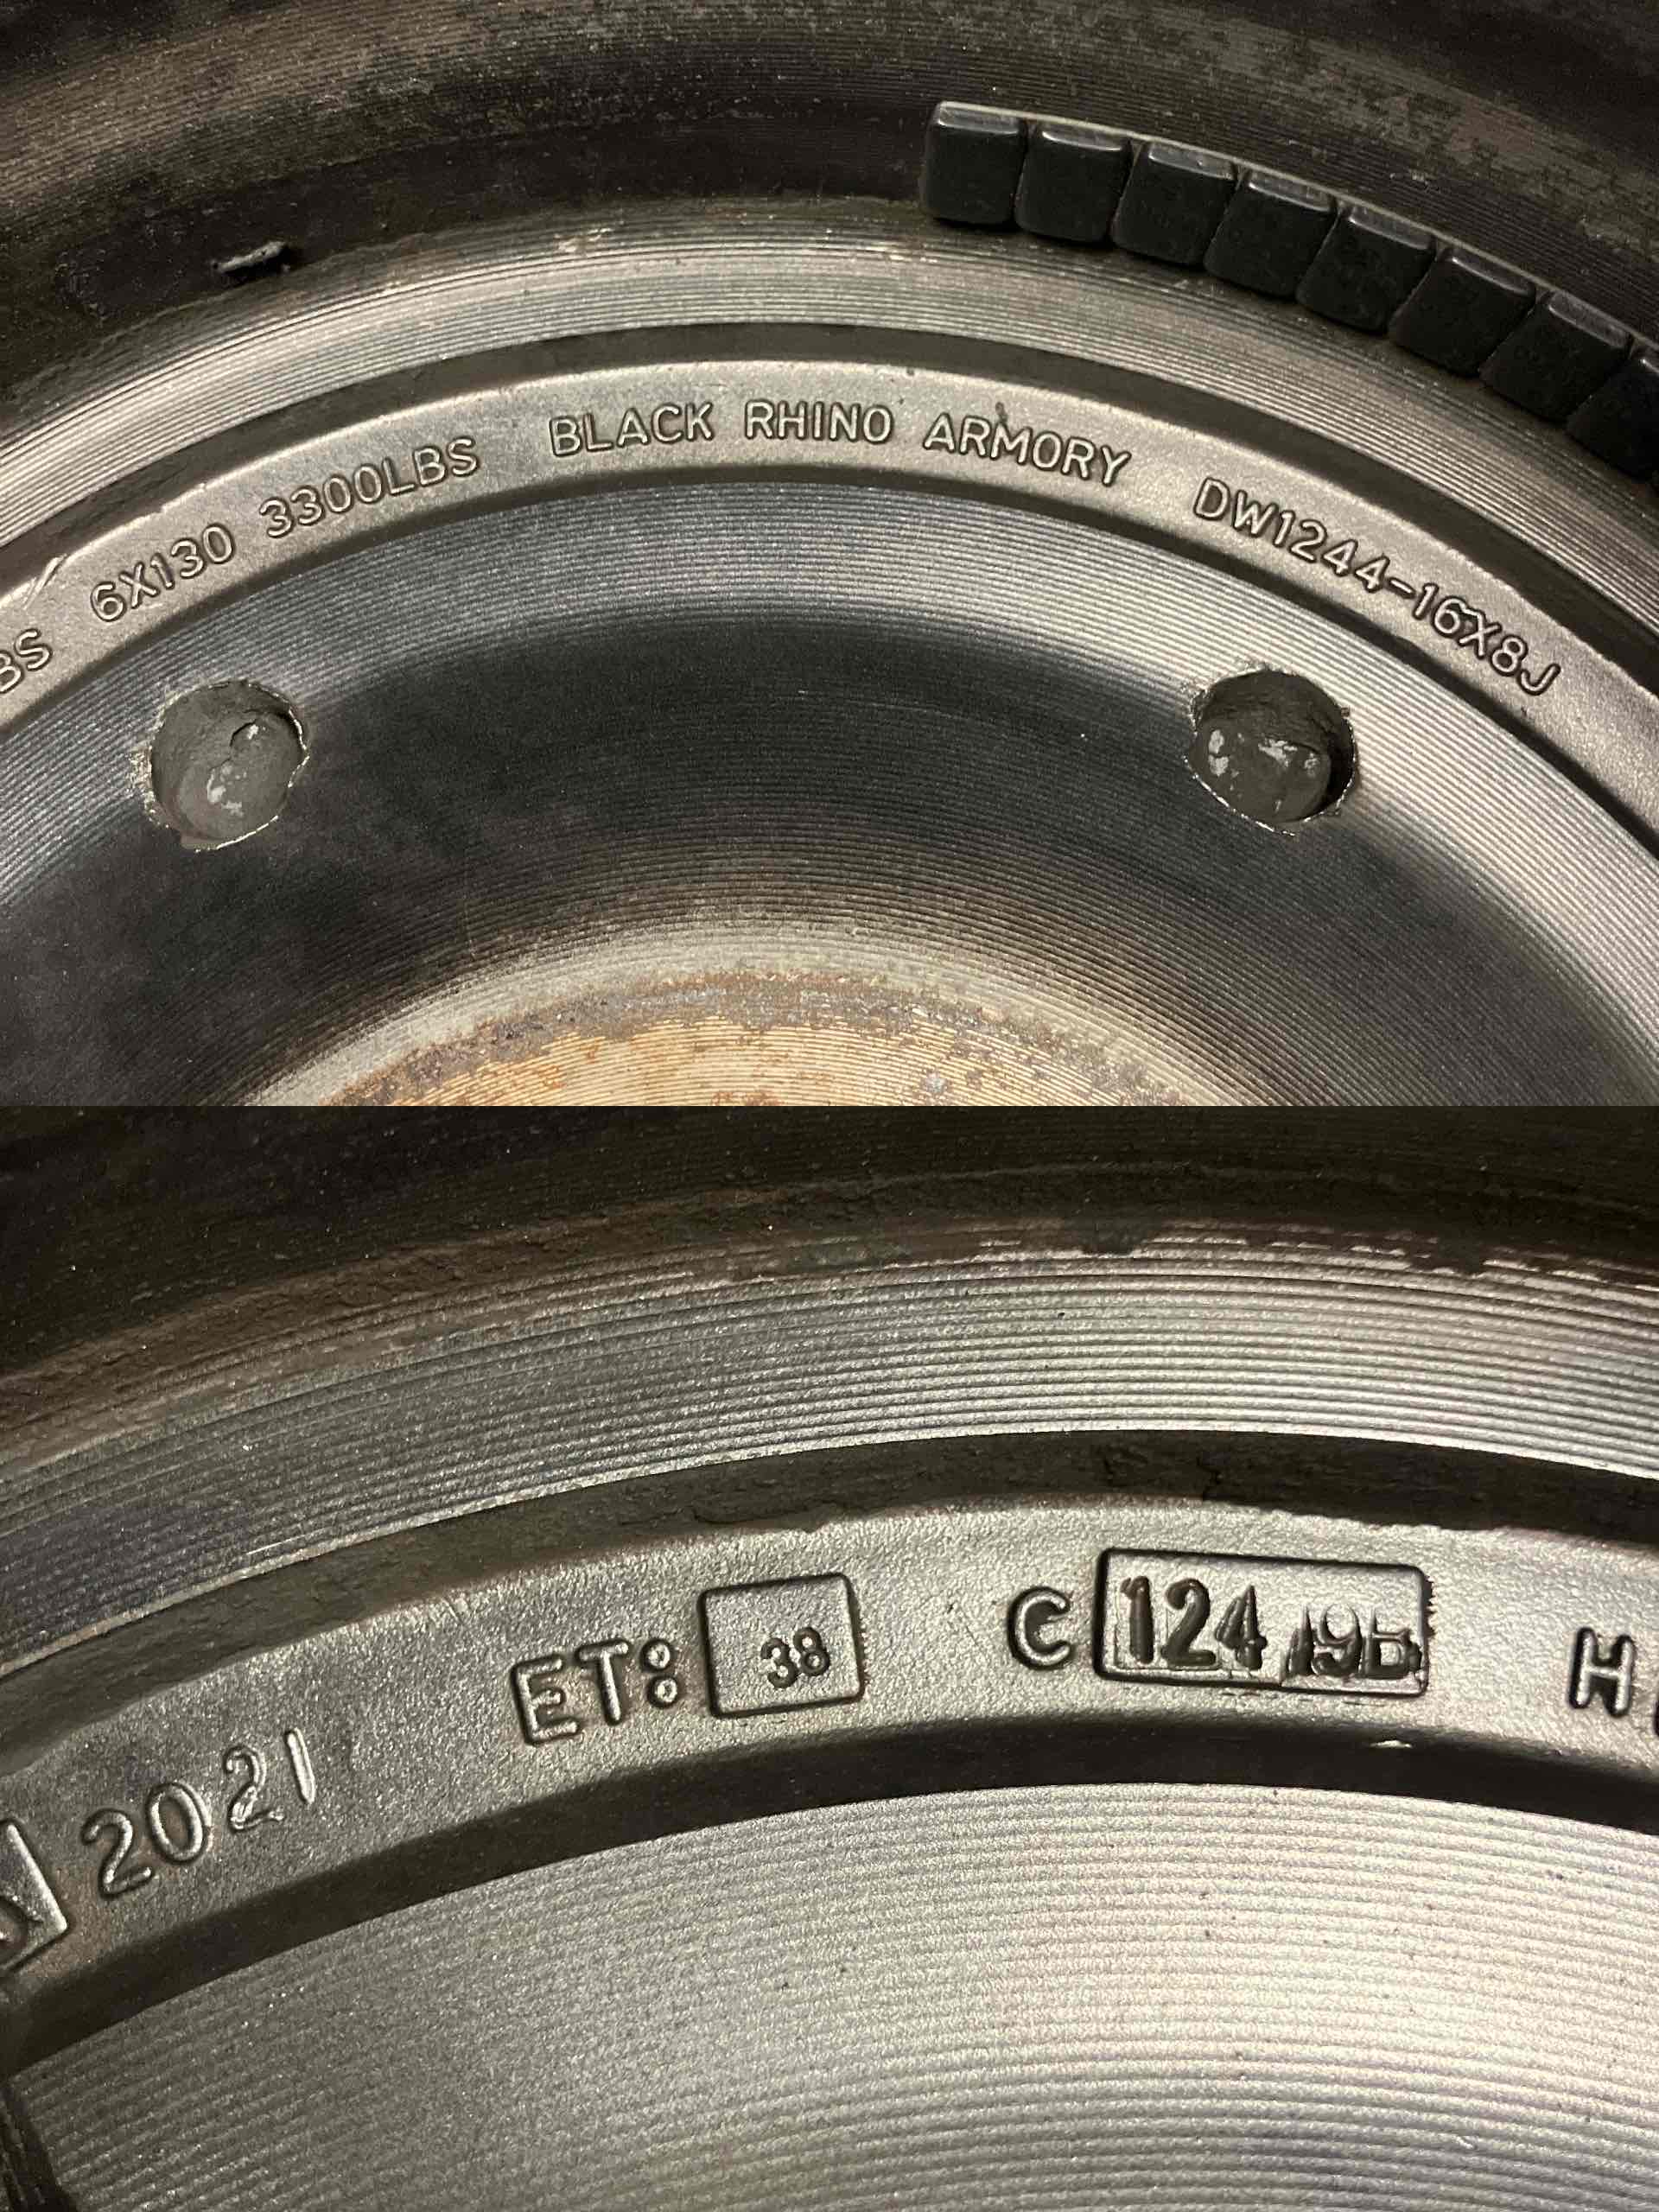 6X130 3300LBS BLACK RHINO ARMORY DW1244-16X8J
2021 ET: 38 C 124